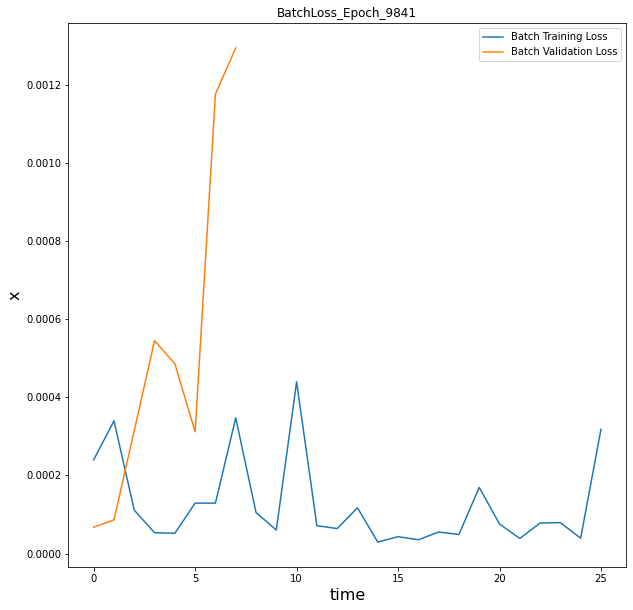 BatchLoss_Epoch_9841
Batch Training Loss
Batch Validation Loss
0.0012
0.0010
0.0008
0.0006
0.0004
0.0002
0.0000
x
0 5 10 15 20 25
time